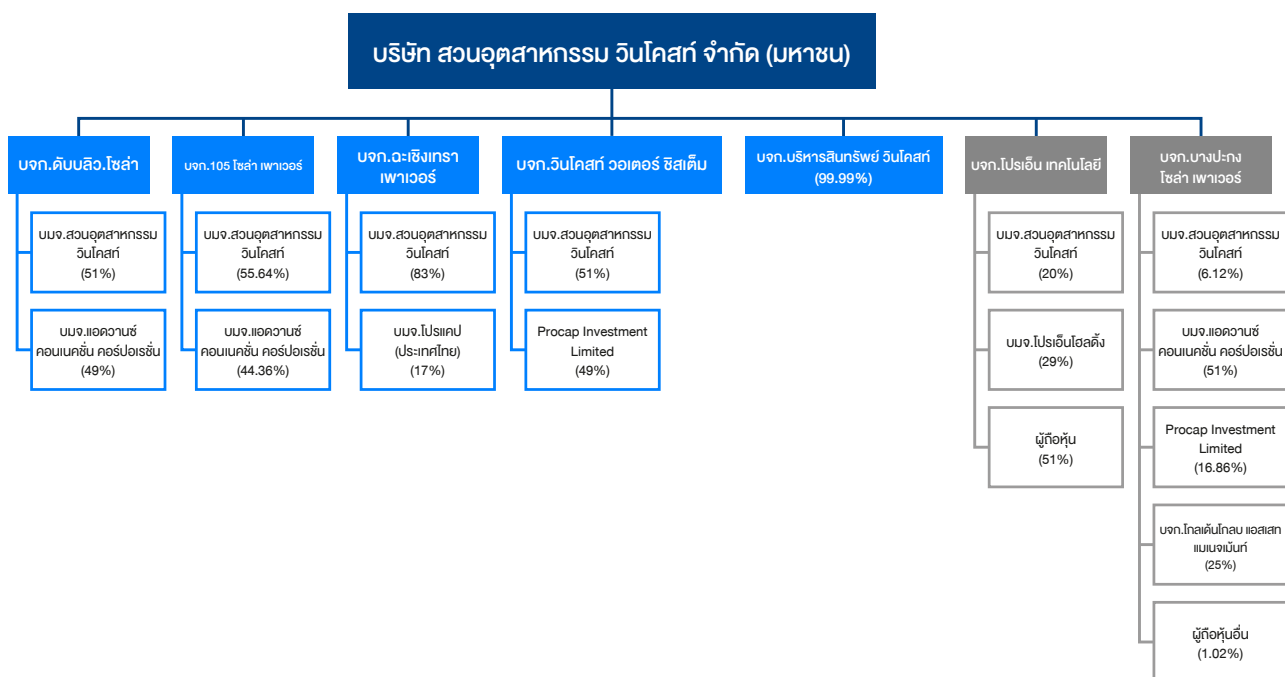 บริษัท สวนอุตสาหกรรม วินโคสท์ จำกัด (มหาชน)
บจก.ดับบลิว.โซล่า
บมจ.สวนอุตสาหกรรม
วินโคสท์
(51%)
บมจ.แอดวานซ์
คอนเนคชั่น คอร์ปอเรชั่น
(49%)
บจก.105 โซล่า เพาเวอร์
บมจ.สวนอุตสาหกรรม
วินโคสท์
(55.64%)
บมจ.แอดวานซ์
คอนเนคชั่น คอร์ปอเรชั่น
(44.36%)
บจก.ฉะเชิงเทรา
เพาเวอร์
บมจ.สวนอุตสาหกรรม
วินโคสท์
(83%)
บมจ.โปรแคป
(ประเทศไทย)
(17%)
บจก.วินโคสท์ วอเตอร์ ซิสเต็ม
บมจ.สวนอุตสาหกรรม
วินโคสท์
(51%)
Procap Investment
Limited
(49%)
บจก.บริหารสินทรัพย์ วินโคสท์
(99.99%)
บจก.โปรเอ็น เทคโนโลยี
บมจ.สวนอุตสาหกรรม
วินโคสท์
(20%)
บมจ.โปรเอ็นโฮลดิ้ง
(29%)
ผู้ถือหุ้น
(51%)
บจก.บางปะกง
โซล่า เพาเวอร์
บมจ.สวนอุตสาหกรรม
วินโคสท์
(6.12%)
บมจ.แอดวานซ์
คอนเนคชั่น คอร์ปอเรชั่น
(51%)
Procap Investment
Limited
(16.86%)
บจก.โกลเด้นโกลบ แอสเสท
แมเนจเม้นท์
(25%)
ผู้ถือหุ้นอื่น
(1.02%)